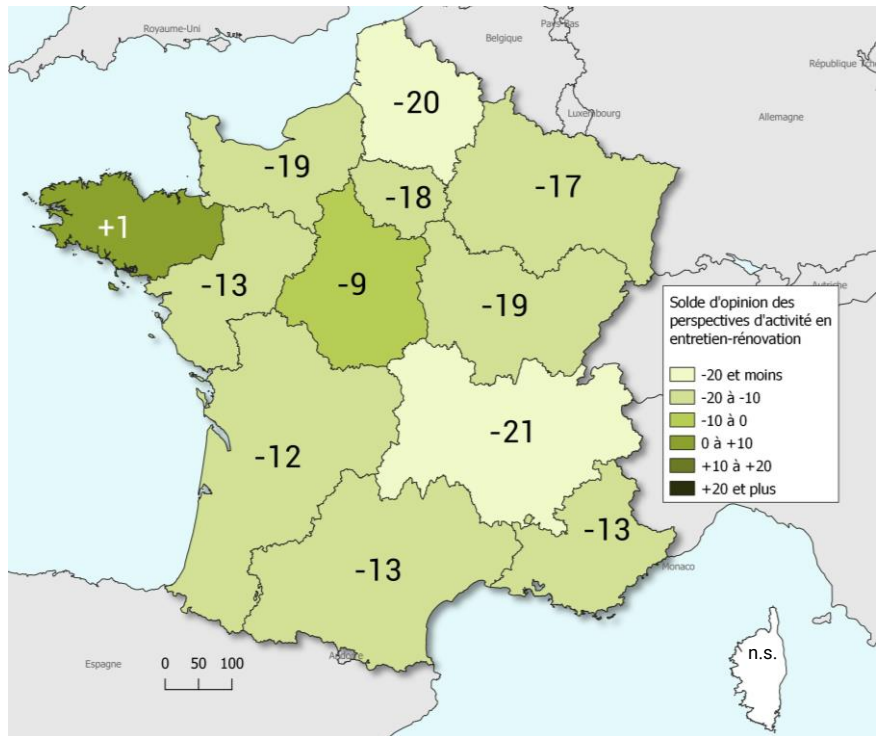 Royaume-Uni
Pays-Bas
Belgique
République Tch
Luxembourg
Allemagne
-20
-19
-18
-17
+1
-13
-9
-19
Autriche
Solde d'opinion des
perspectives d'activité en
entretien-rénovation
-20 et moins
-20 à -10
-10 à 0
0 à +10
+10 à +20
+20 et plus
-21
-12
-13
-13
Monaco
n.s.
Andorre
Espagne
0 50 100